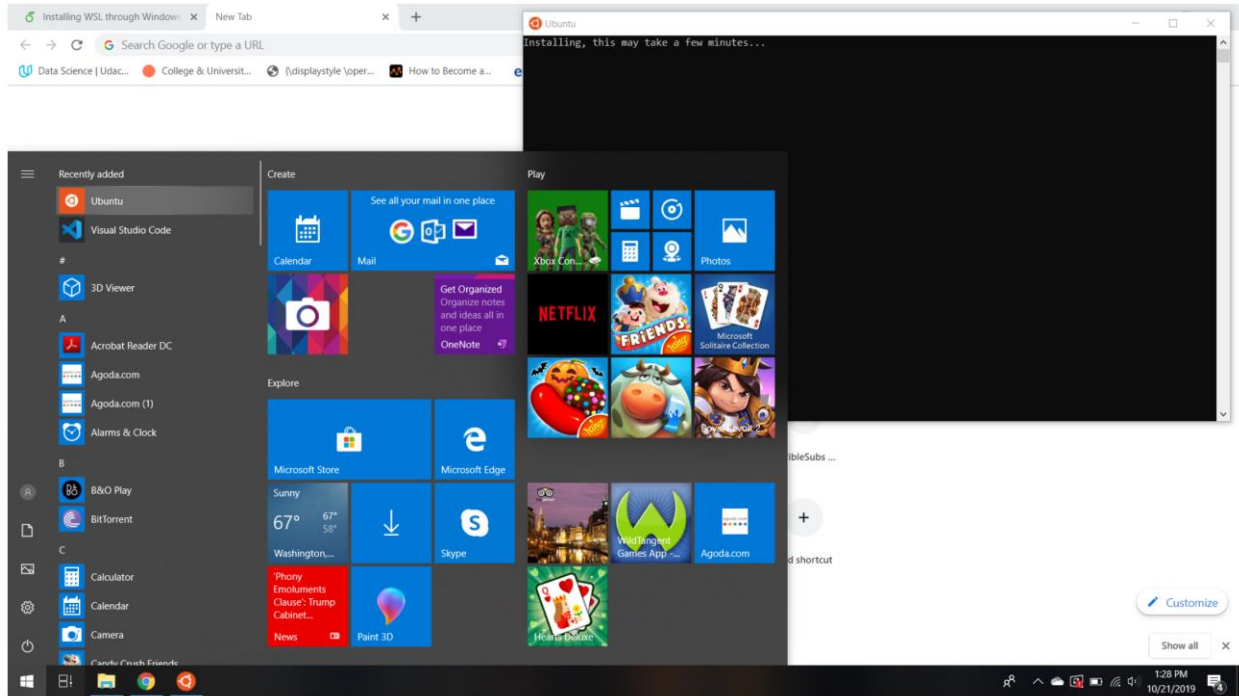 Installing WSL through Window
New Tab
Search Google or type a URL
Data Science | Udac...
College & Universit...
(\displaystyle \oper...
How to Become a...
e
Ubuntu
Installing, this may take a few minutes...
Recently added
Ubuntu
Visual Studio Code
#
3D Viewer
A
Acrobat Reader DC
Agoda.com
Agoda.com (1)
Alarms & Clock
B
B&O Play
BitTorrent
C
Calculator
Calendar
Camera
Candy Crush Friends
Create
Calendar
See all your mail in one place
Mail
Get Organized
Organize notes
and ideas all in
one place
OneNote
Explore
Microsoft Store
Microsoft Edge
Sunny
67°
67°
58°
Washington,...
Skype
'Phony
Emoluments
Clause': Trump
Cabinet...
News
Paint 3D
Play
Xbox Con...
Photos
NETFLIX
FRIENDS
Microsoft
Solitaire Collection
WildTangent
Games App -...
Agoda.com
Hearts Deluxe
ibleSubs ...
d shortcut
Customize
Show all
1:28 PM
10/21/2019
4